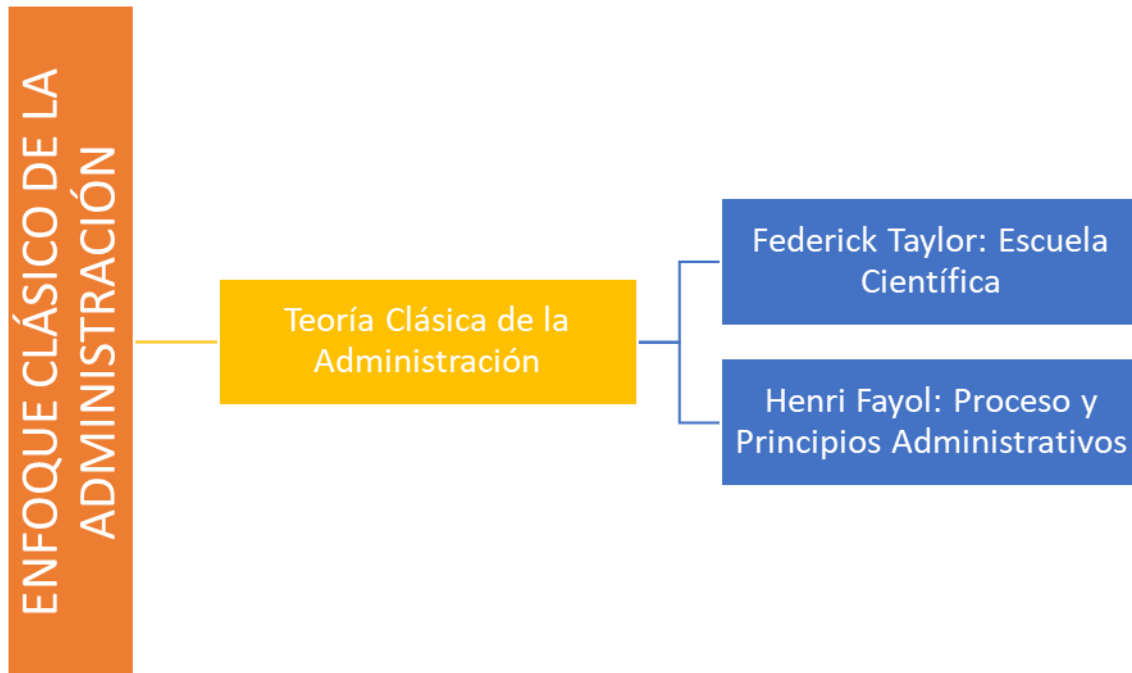 ENFOQUE CLÁSICO DE LA
ADMINISTRACIÓN
Teoría Clásica de la
Administración
Federick Taylor: Escuela
Científica
Henri Fayol: Proceso y
Principios Administrativos